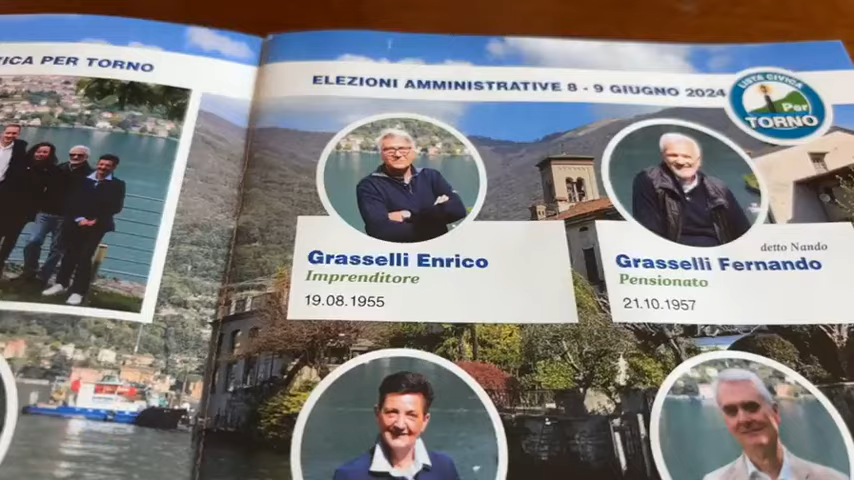 ICA PER TORNO
ELEZIONI AMMINISTRATIVE 8 - 9 GIUGNO 2024
LISTA CIVICA
Per
TORNO
Grasselli Enrico
Imprenditore
19.08.1955
detto Nando
Grasselli Fernando
Pensionato
21.10.1957